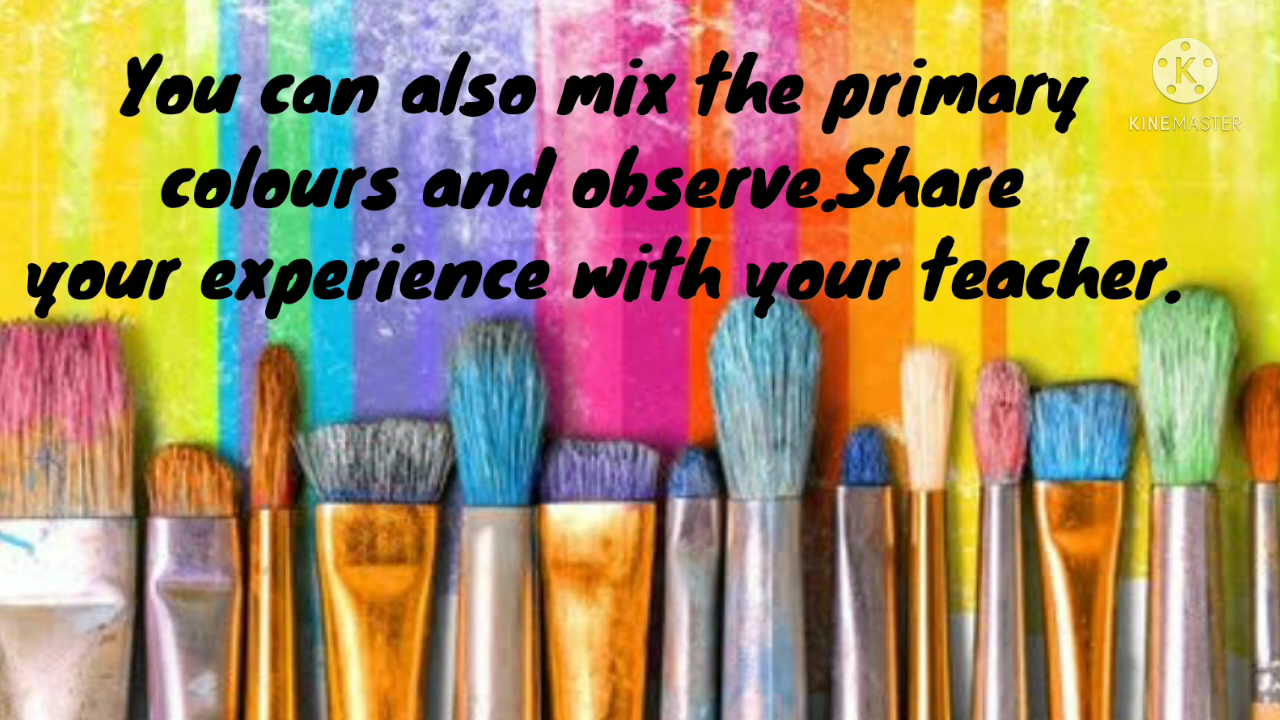 You can also mix the primary
colours and observe.Share
your experience with your teacher.
K
KINEMASTER